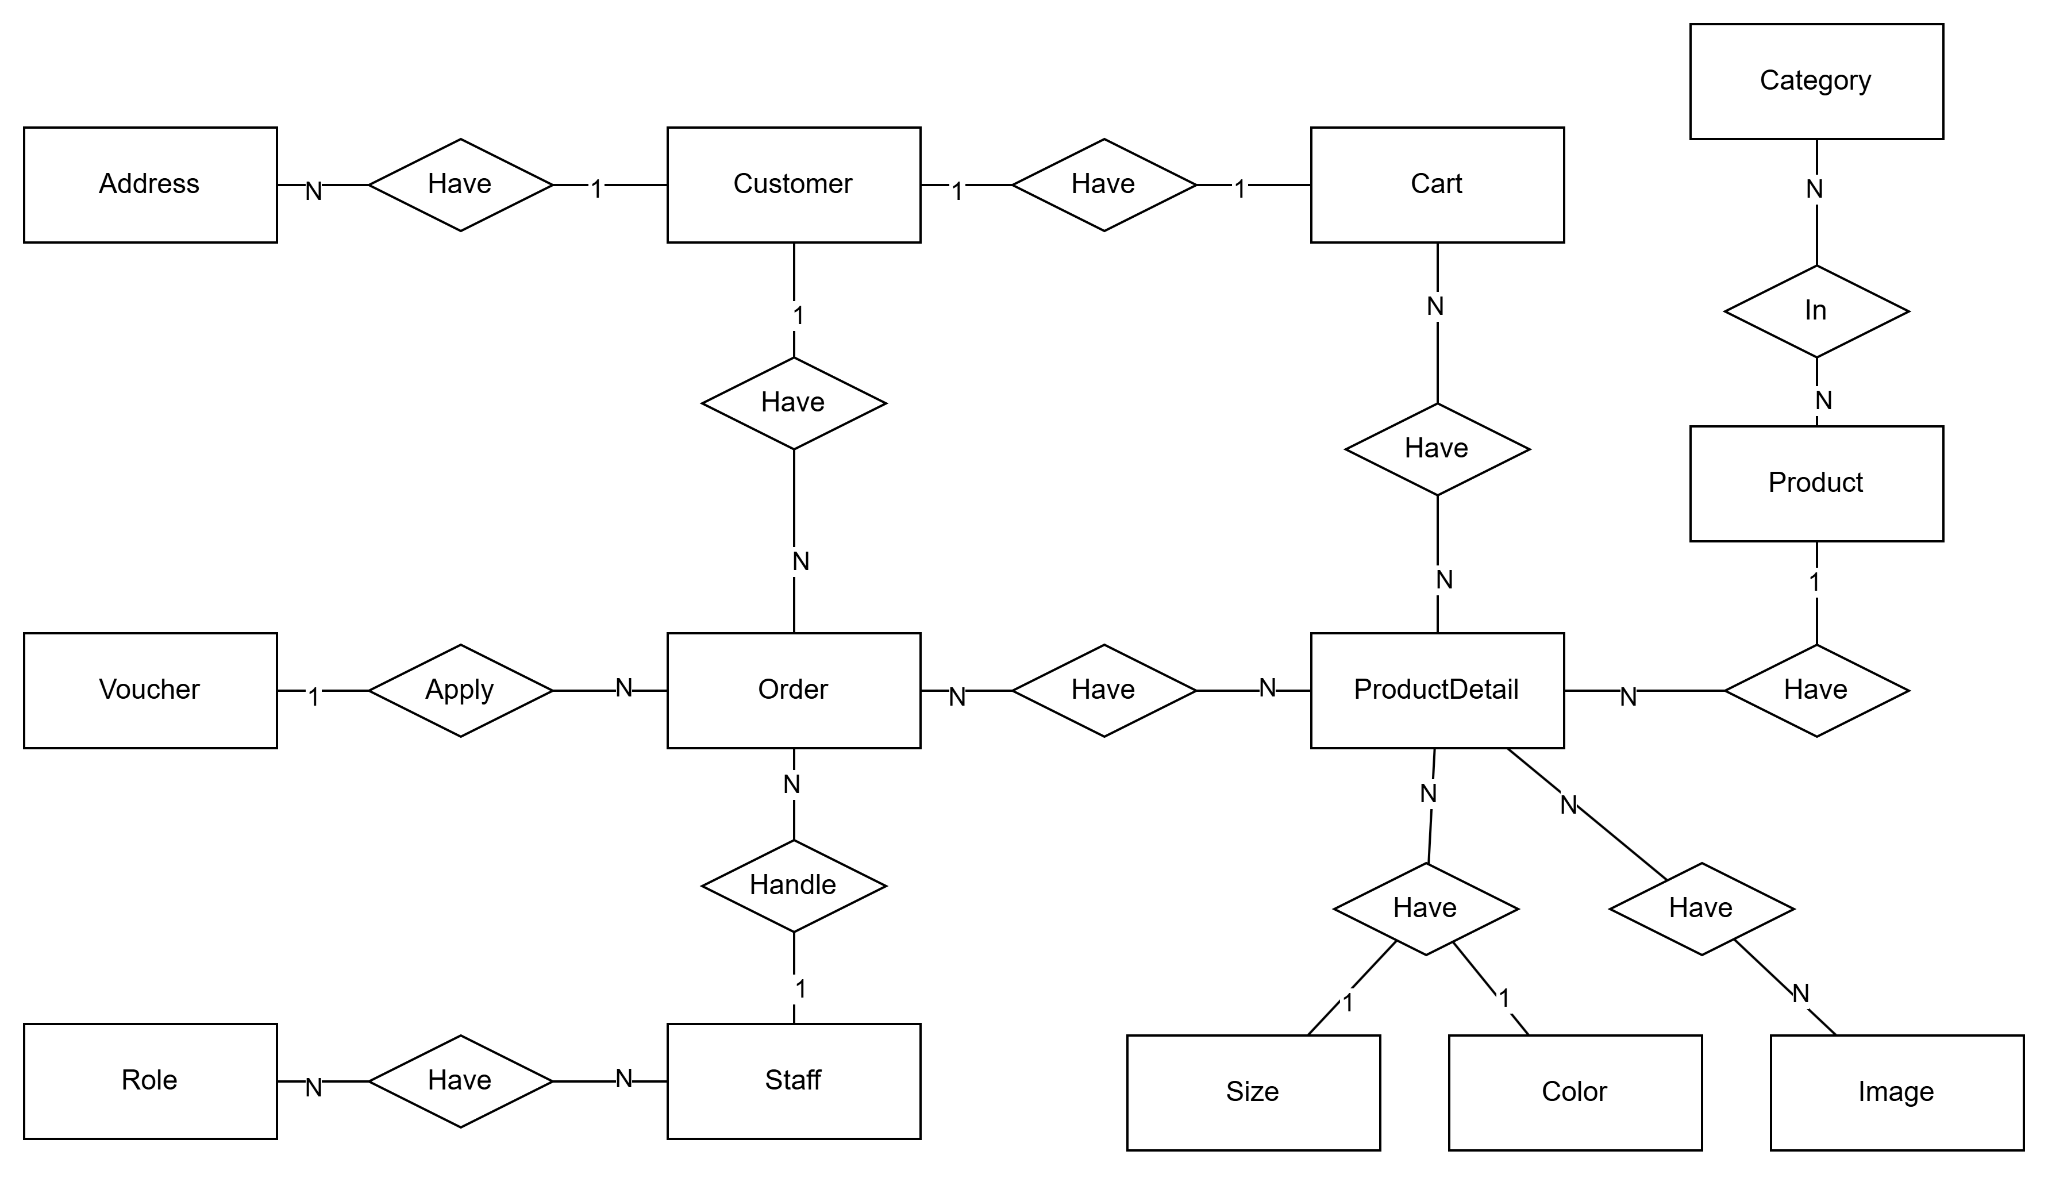 Category
Address
N
Have
1
Customer
1
Have
1
Cart
N
In
N
Product
1
Have
N
N
Have
N
1
Voucher
1
Apply
N
Order
N
Have
N
ProductDetail
N
Have
N
Handle
1
N
Have
1
1
N
Have
N
Role
N
Have
N
Staff
Size
Color
Image